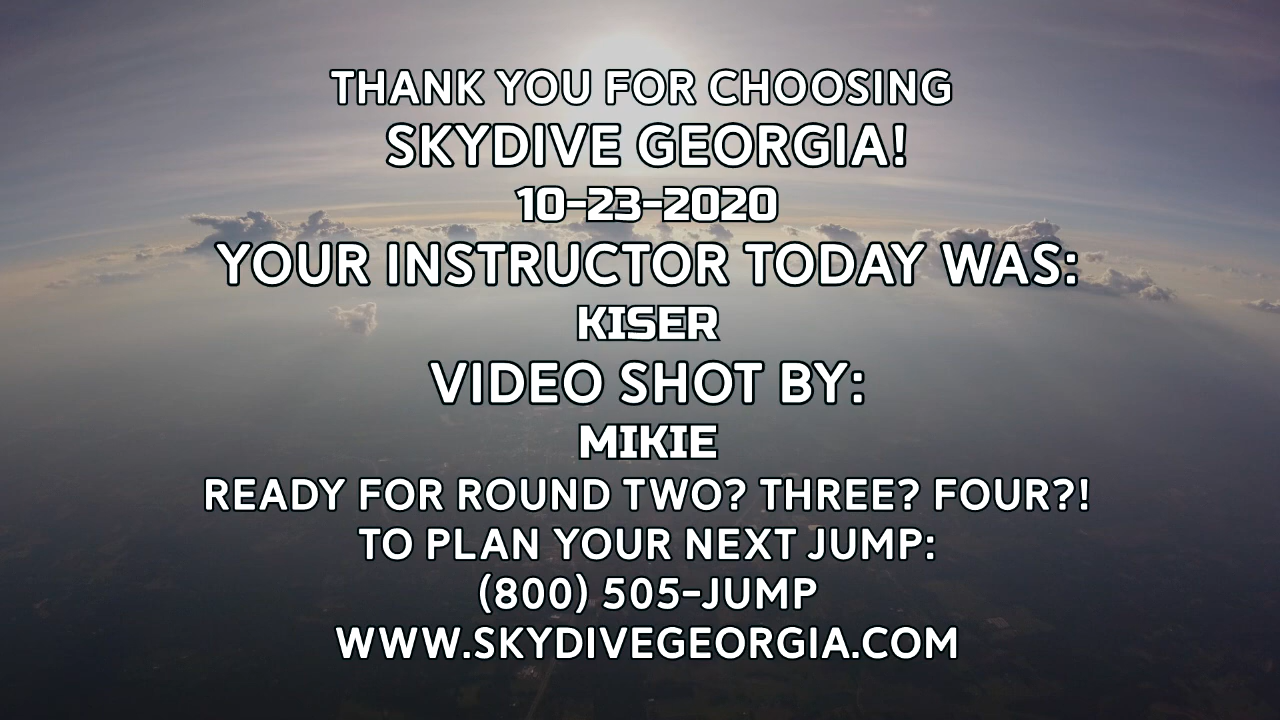 THANK YOU FOR CHOOSING
SKYDIVE GEORGIA!
10-23-2020
YOUR INSTRUCTOR TODAY WAS:
KISER
VIDEO SHOT BY:
MIKIE
READY FOR ROUND TWO? THREE? FOUR?!
TO PLAN YOUR NEXT JUMP:
(800) 505-JUMP
WWW.SKYDIVEGEORGIA.COM